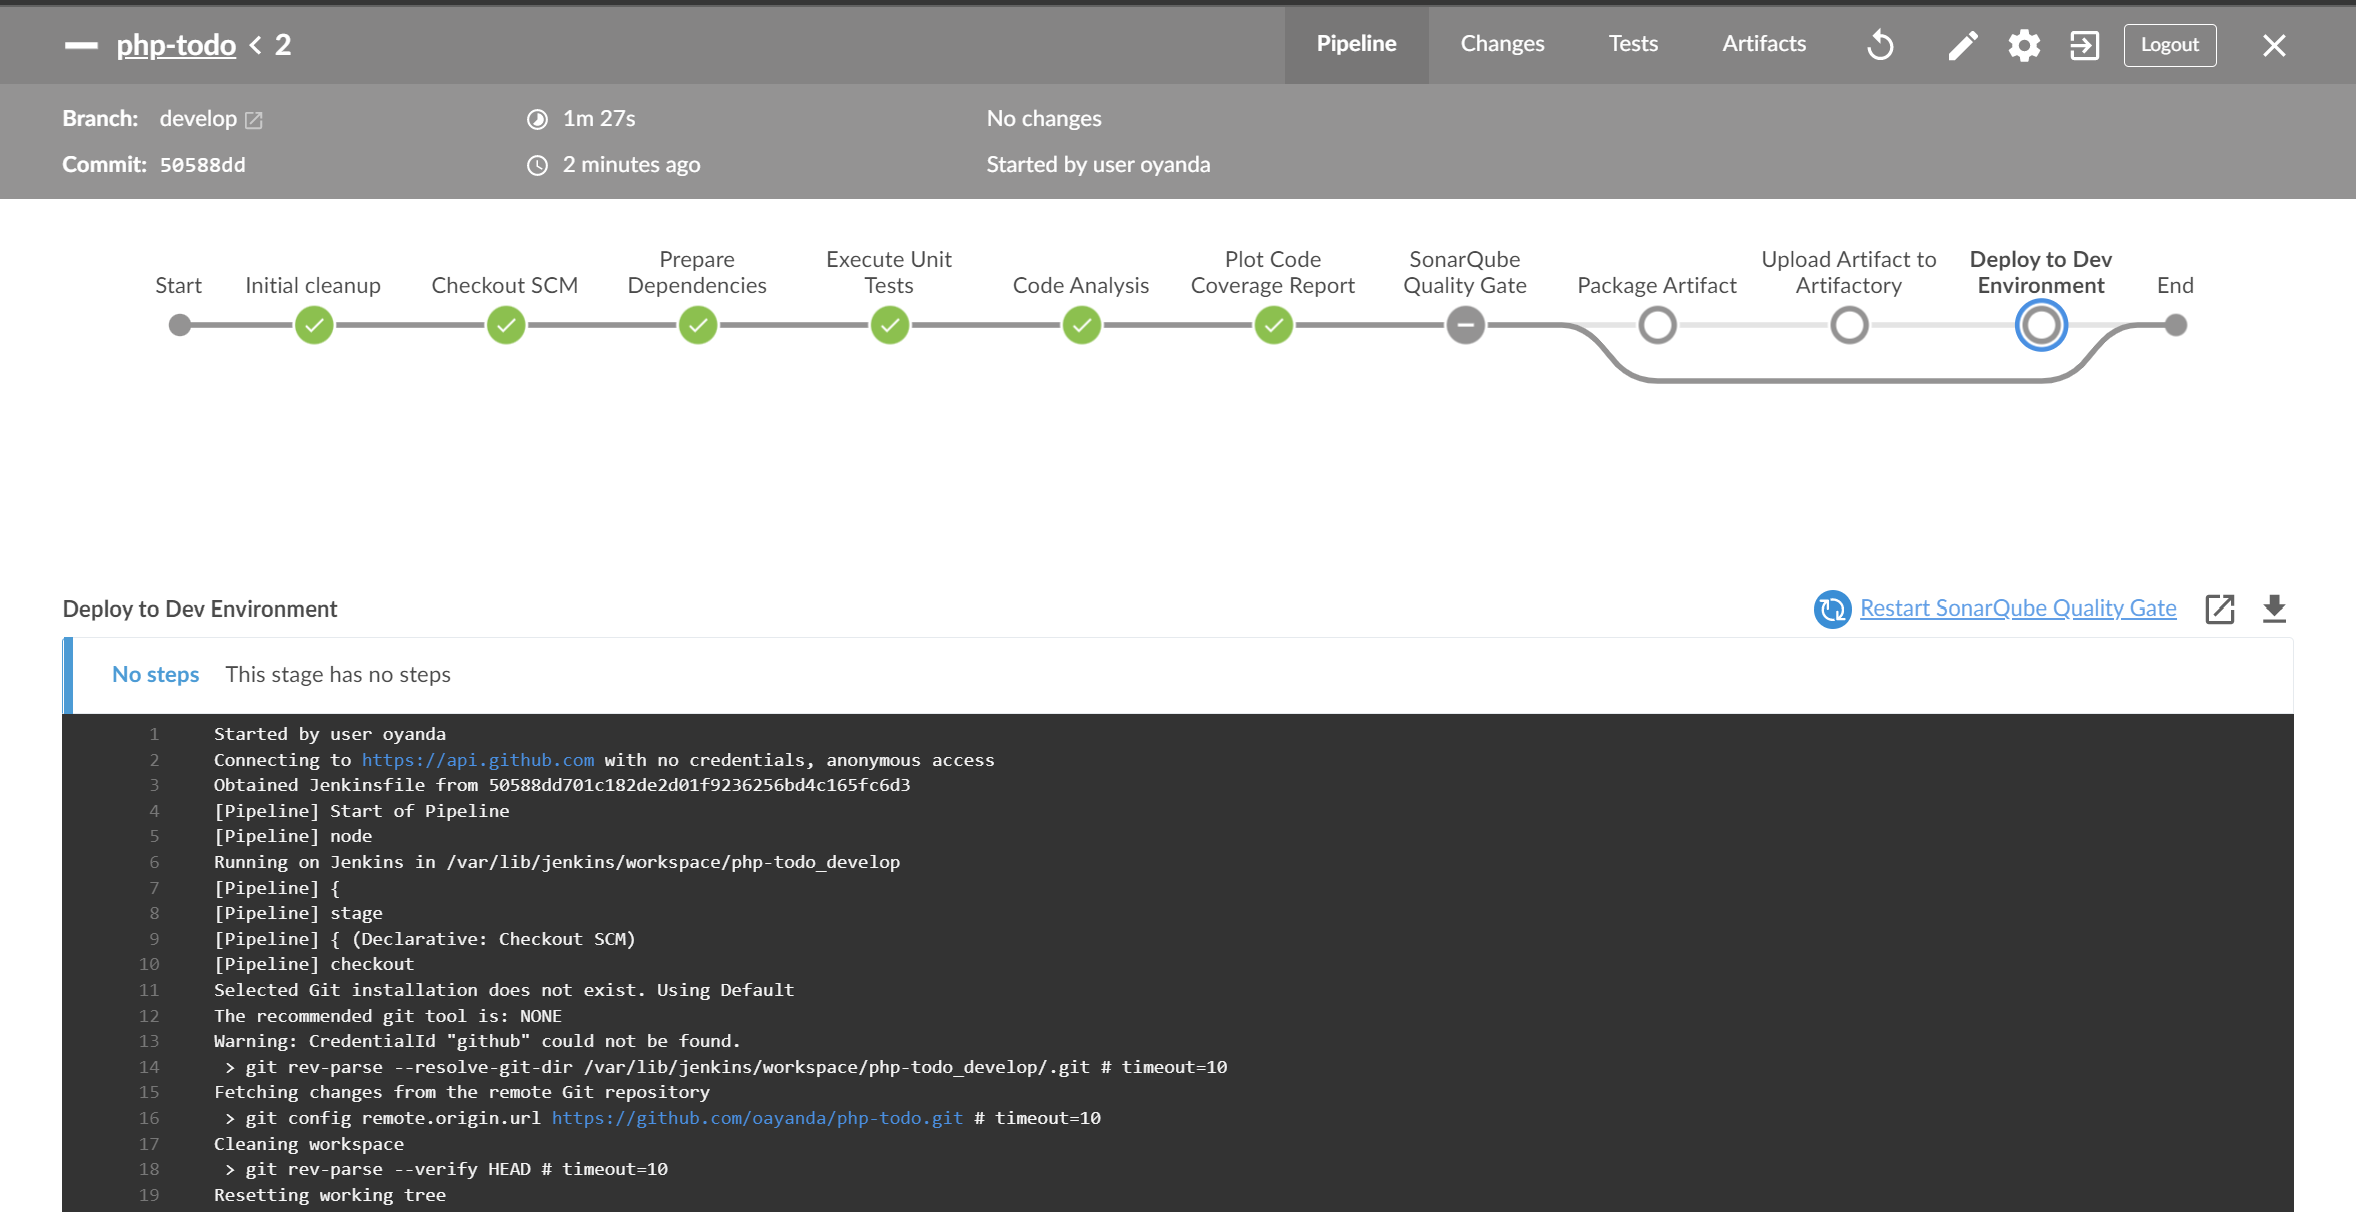 php-todo < 2
Pipeline Changes Tests Artifacts Logout
Branch: develop 1m 27s No changes
Commit: 50588dd 2 minutes ago Started by user oyanda
Start
Initial cleanup
Checkout SCM
Prepare
Dependencies
Execute Unit
Tests
Code Analysis
Plot Code
Coverage Report
SonarQube
Quality Gate
Package Artifact
Upload Artifact to
Artifactory
Deploy to Dev
Environment
End
Deploy to Dev Environment
Restart SonarQube Quality Gate
No steps This stage has no steps
1 Started by user oyanda
2 Connecting to https://api.github.com with no credentials, anonymous access
3 Obtained Jenkinsfile from 50588dd701c182de2d01f9236256bd4c165fc6d3
4 [Pipeline] Start of Pipeline
5 [Pipeline] node
6 Running on Jenkins in /var/lib/jenkins/workspace/php-todo_develop
7 [Pipeline] {
8 [Pipeline] stage
9 [Pipeline] { (Declarative: Checkout SCM)
10 [Pipeline] checkout
11 Selected Git installation does not exist. Using Default
12 The recommended git tool is: NONE
13 Warning: CredentialId "github" could not be found.
14 > git rev-parse --resolve-git-dir /var/lib/jenkins/workspace/php-todo_develop/.git # timeout=10
15 Fetching changes from the remote Git repository
16 > git config remote.origin.url https://github.com/oayanda/php-todo.git # timeout=10
17 Cleaning workspace
18 > git rev-parse --verify HEAD # timeout=10
19 Resetting working tree